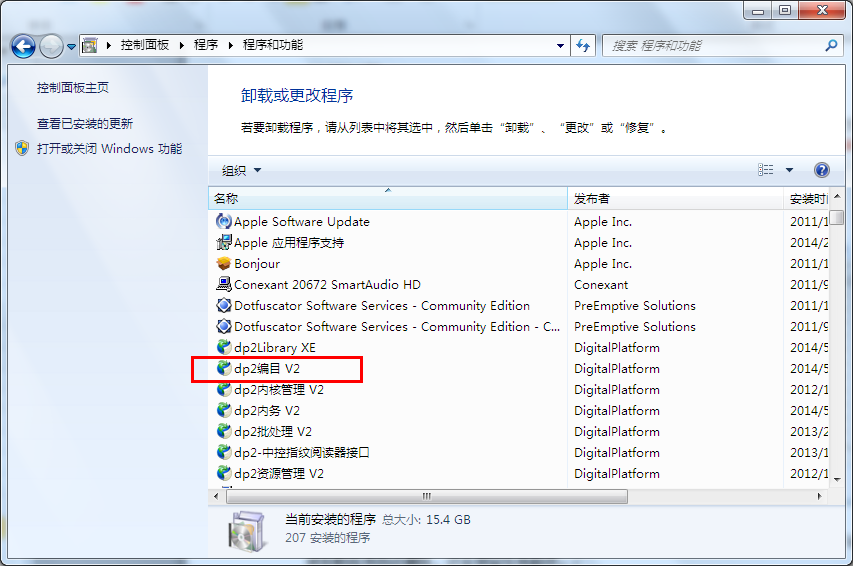 控制面板 程序 程序和功能
搜索 程序和功能
控制面板主页
查看已安装的更新
打开或关闭 Windows 功能
卸载或更改程序
若要卸载程序，请从列表中将其选中，然后单击“卸载”、“更改”或“修复”。
组织
名称 发布者 安装时
Apple Software Update Apple Inc. 2011/1
Apple 应用程序支持 Apple Inc. 2014/2
Bonjour Apple Inc. 2011/1
Conexant 20672 SmartAudio HD Conexant 2011/9
Dotfuscator Software Services - Community Edition PreEmptive Solutions 2011/1
Dotfuscator Software Services - Community Edition - C... PreEmptive Solutions 2011/9
dp2Library XE DigitalPlatform 2014/5
dp2编目 V2 DigitalPlatform 2014/5
dp2内核管理 V2 DigitalPlatform 2012/1
dp2内务 V2 DigitalPlatform 2014/5
dp2批处理 V2 DigitalPlatform 2013/2
dp2-中控指纹阅读器接口 DigitalPlatform 2013/1
dp2资源管理 V2 DigitalPlatform 2012/1
当前安装的程序 总大小: 15.4 GB
207 安装的程序